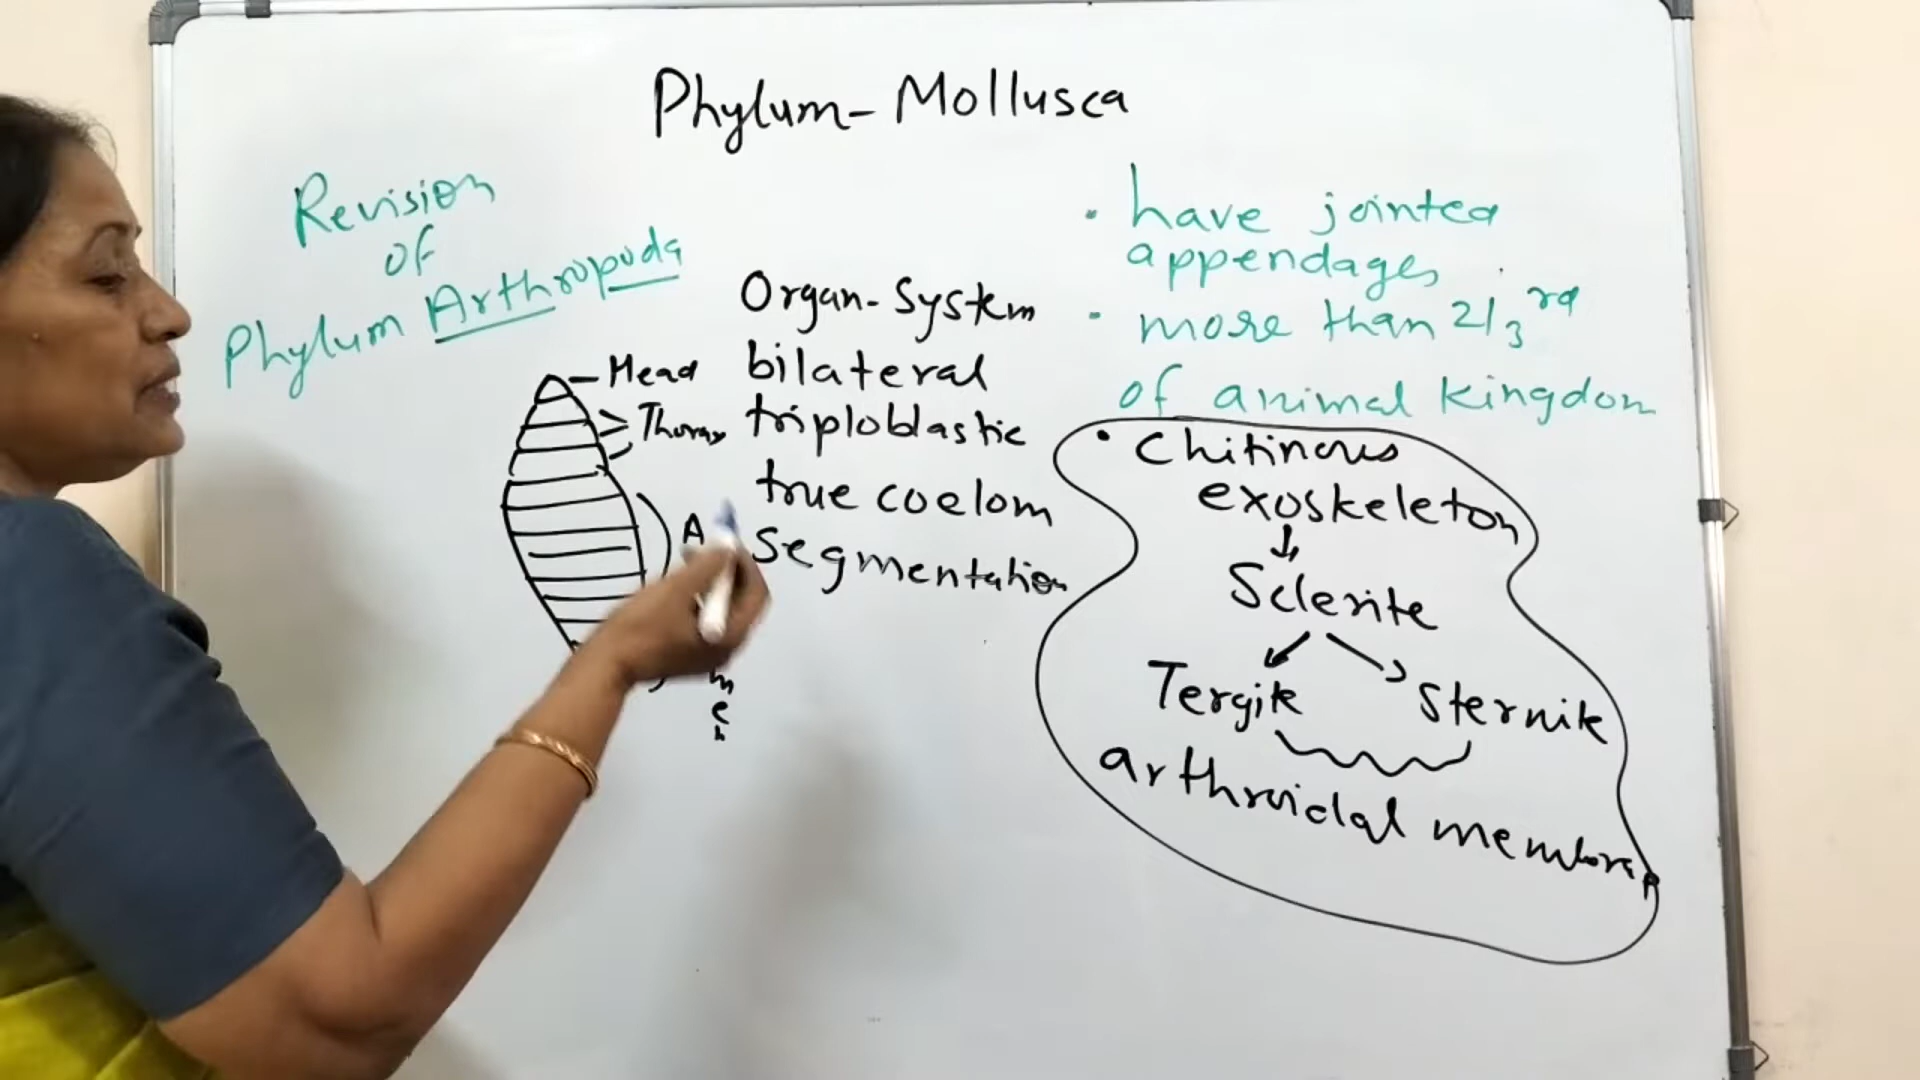 Phylum-Mollusca
Revision
of
Phylum Arthropoda
Head
Thorax
A
m
e
n
Organ-System
bilateral
triploblastic
true coelom
segmentation
• have jointed
appendages
• more than 2/3rd
of animal kingdom
• Chitinous
exoskeleton
Sclerite
Tergite
Sternite
arthroidal membrane